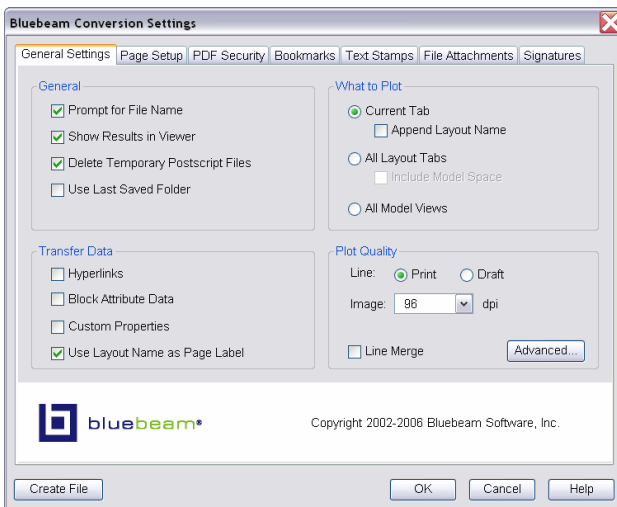 Bluebeam Conversion Settings
General Settings Page Setup PDF Security Bookmarks Text Stamps File Attachments Signatures
General
Prompt for File Name
Show Results in Viewer
Delete Temporary Postscript Files
Use Last Saved Folder
What to Plot
Current Tab
Append Layout Name
All Layout Tabs
Include Model Space
All Model Views
Transfer Data
Hyperlinks
Block Attribute Data
Custom Properties
Use Layout Name as Page Label
Plot Quality
Line: Print Draft
Image: 96 dpi
Line Merge Advanced...
bluebeam®
Copyright 2002-2006 Bluebeam Software, Inc.
Create File OK Cancel Help